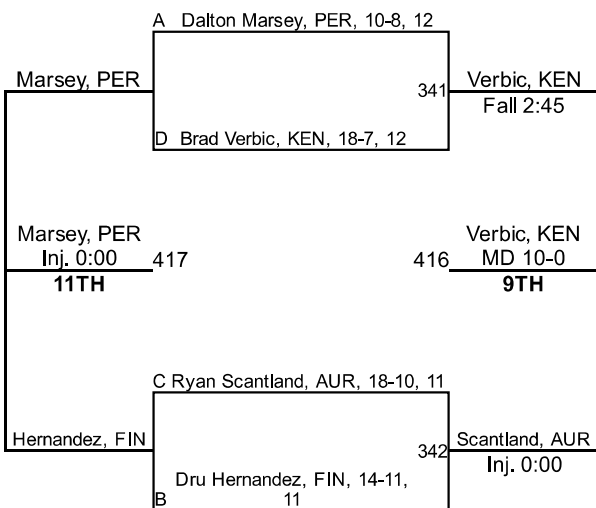 A Dalton Marsey, PER, 10-8, 12
Marsey, PER
341
Verbic, KEN
Fall 2:45
D Brad Verbic, KEN, 18-7, 12
Marsey, PER
Inj. 0:00
11TH
417
416
Verbic, KEN
MD 10-0
9TH
C Ryan Scantland, AUR, 18-10, 11
Hernandez, FIN
342
Scantland, AUR
Inj. 0:00
Dru Hernandez, FIN, 14-11,
B 11